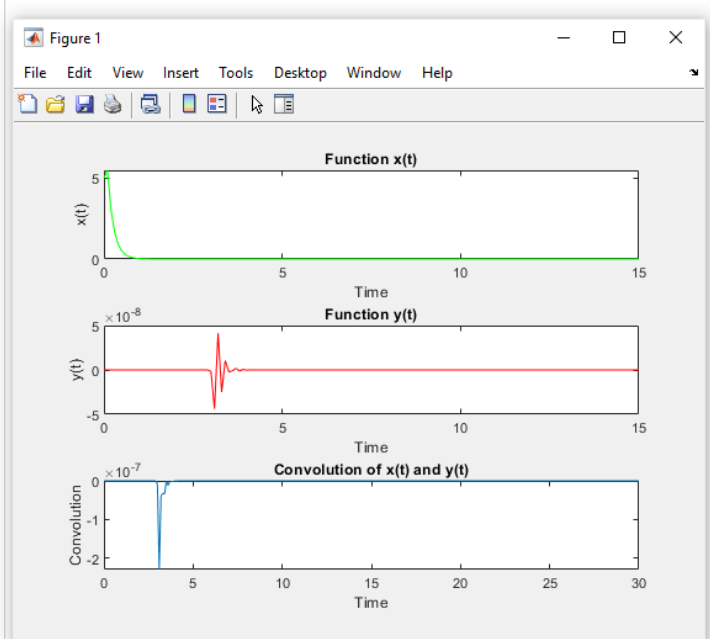 Figure 1
File Edit View Insert Tools Desktop Window Help
Function x(t)
x(t)
5
0
0 5 10 15
Time
×10^-8
Function y(t)
y(t)
5
0
-5
0 5 10 15
Time
×10^-7
Convolution of x(t) and y(t)
Convolution
0
-1
-2
0 5 10 15 20 25 30
Time